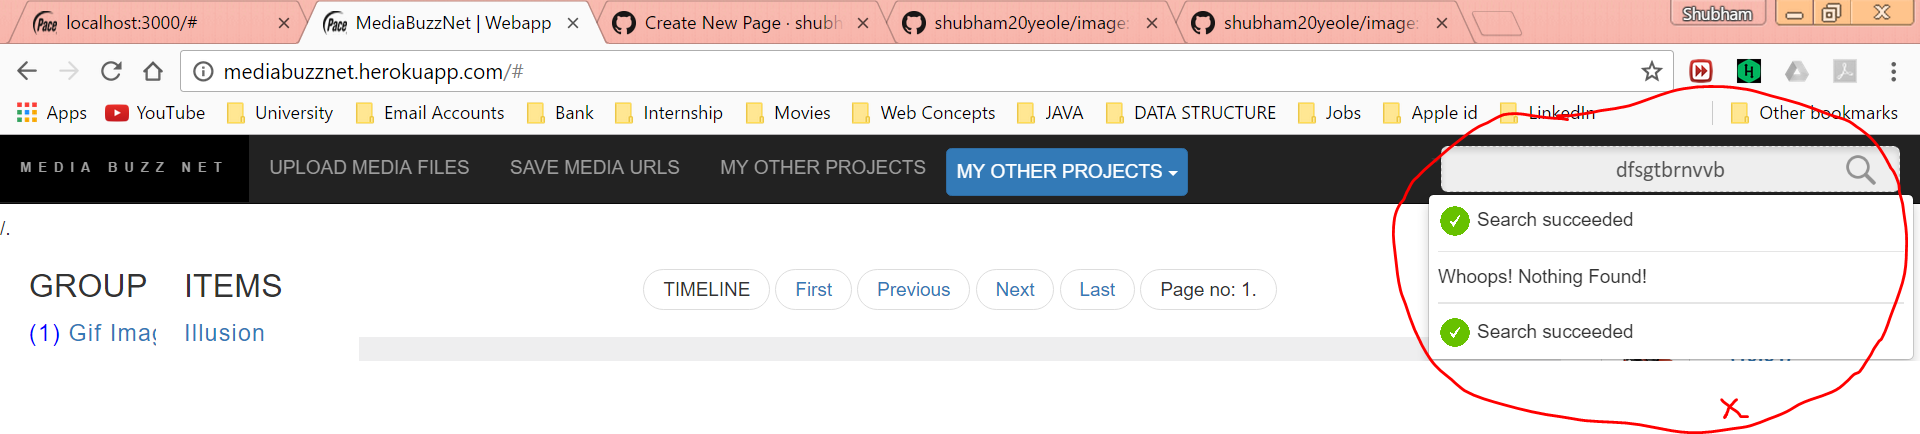 localhost:3000/#
MediaBuzzNet | Webapp
Create New Page · shubh
shubham20yeole/image:
shubham20yeole/image:
Shubham
mediabuzznet.herokuapp.com/#
Apps YouTube University Email Accounts Bank Internship Movies Web Concepts JAVA DATA STRUCTURE Jobs Apple id LinkedIn Other bookmarks
MEDIA BUZZ NET UPLOAD MEDIA FILES SAVE MEDIA URLS MY OTHER PROJECTS MY OTHER PROJECTS dfsgtbrnvvb
Search succeeded
/.
Whoops! Nothing Found!
GROUP ITEMS TIMELINE First Previous Next Last Page no: 1.
(1) Gif Imag Illusion
Search succeeded